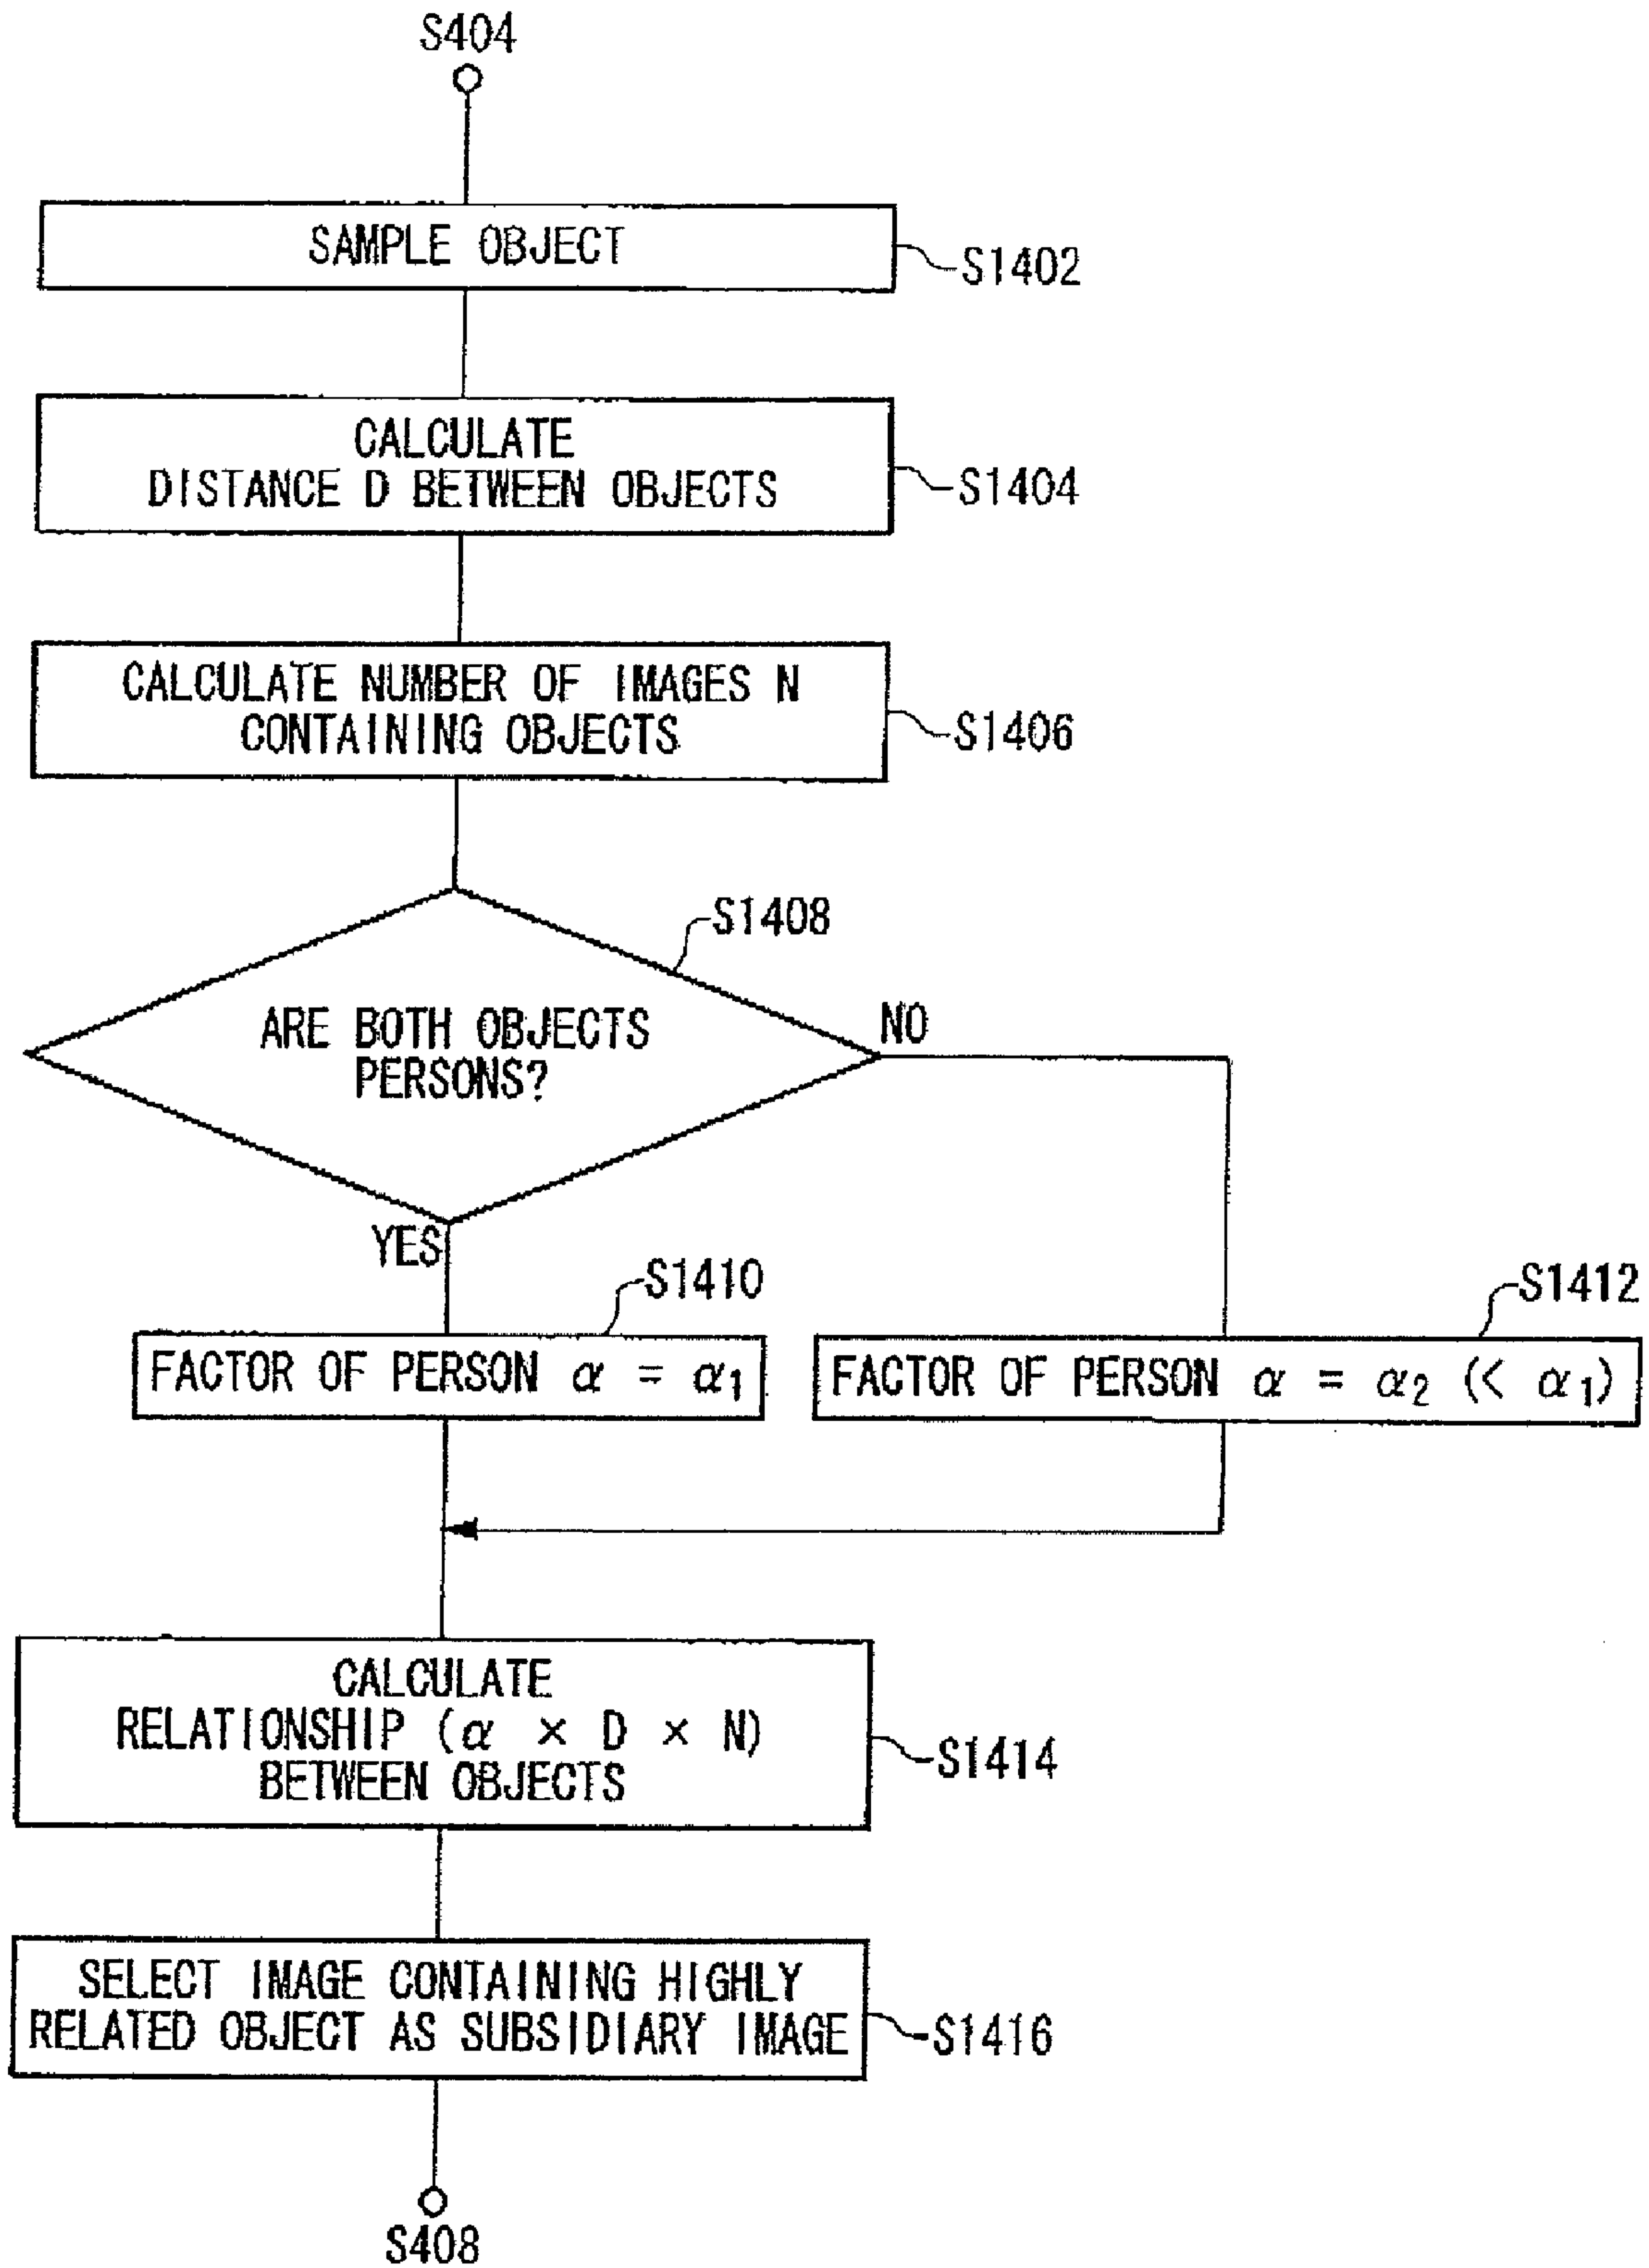 S404
SAMPLE OBJECT
S1402
CALCULATE
DISTANCE D BETWEEN OBJECTS
S1404
CALCULATE NUMBER OF IMAGES N
CONTAINING OBJECTS
S1406
S1408
ARE BOTH OBJECTS
PERSONS?
NO
YES
S1410
FACTOR OF PERSON α = α1
S1412
FACTOR OF PERSON α = α2 (< α1)
CALCULATE
RELATIONSHIP (α × D × N)
BETWEEN OBJECTS
S1414
SELECT IMAGE CONTAINING HIGHLY
RELATED OBJECT AS SUBSIDIARY IMAGE
S1416
S408